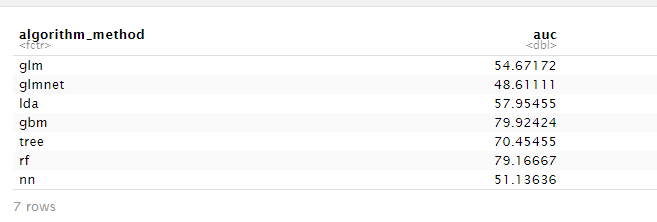 algorithm_method auc
<fctr> <dbl>
glm 54.67172
glmnet 48.61111
lda 57.95455
gbm 79.92424
tree 70.45455
rf 79.16667
nn 51.13636
7 rows